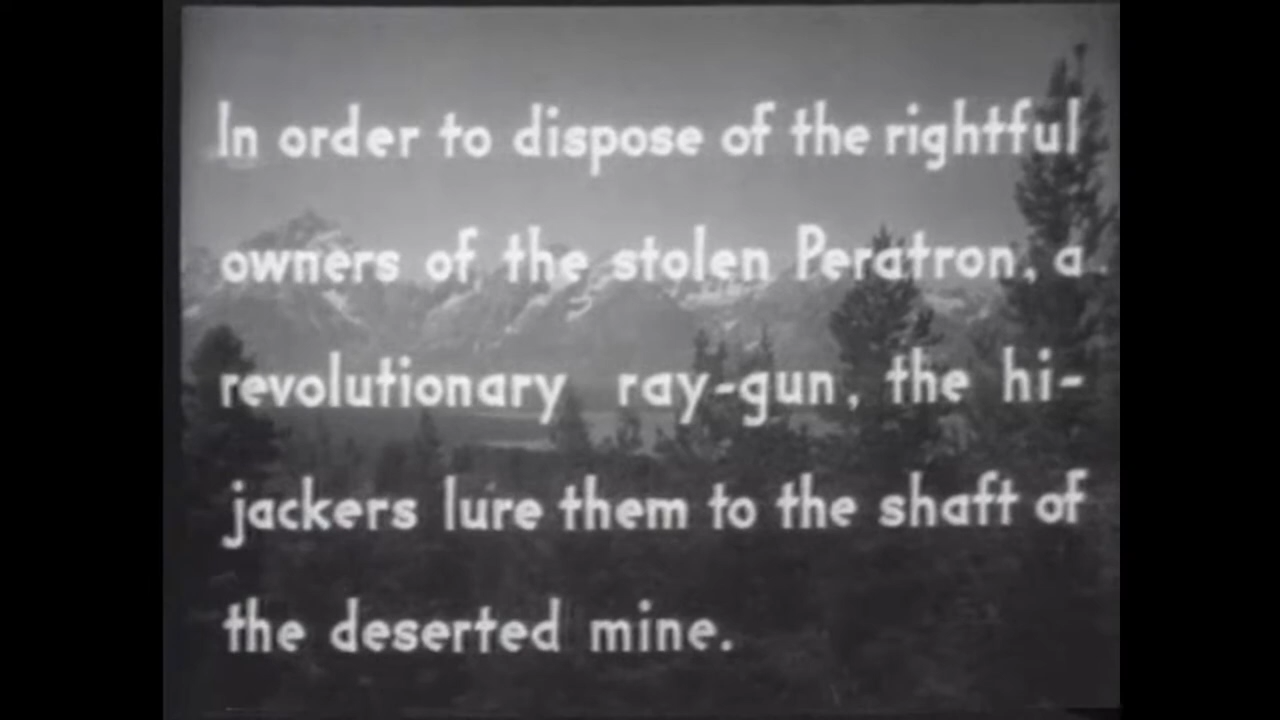 In order to dispose of the rightful
owners of the stolen Peratron, a
revolutionary ray-gun, the hi-
jackers lure them to the shaft of
the deserted mine.